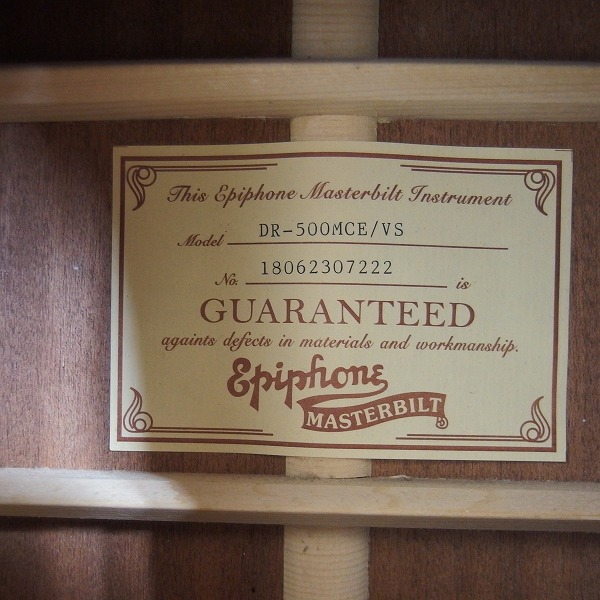 This Epiphone Masterbilt Instrument
Model DR-500MCE/VS
No. 18062307222 is
GUARANTEED
againts defects in materials and workmanship.
Epiphone
MASTERBILT